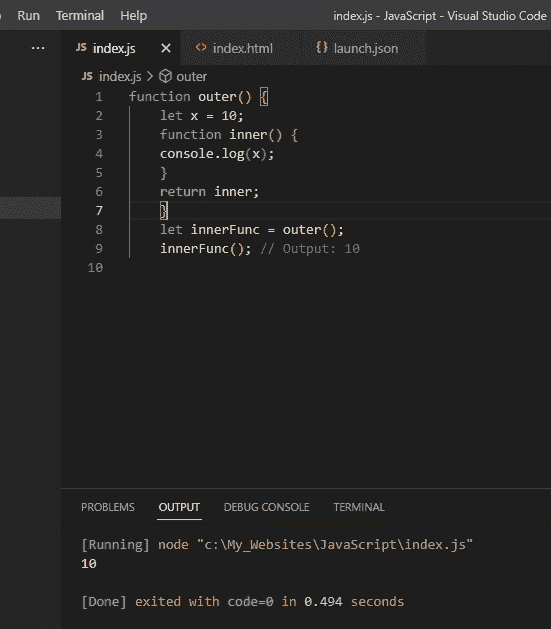 Run Terminal Help index.js - JavaScript - Visual Studio Code
... JS index.js × <> index.html {} launch.json
JS index.js > outer
1 function outer() {
2 let x = 10;
3 function inner() {
4 console.log(x);
5 }
6 return inner;
7 }
8 let innerFunc = outer();
9 innerFunc(); // Output: 10
10
PROBLEMS OUTPUT DEBUG CONSOLE TERMINAL
[Running] node "c:\My_Websites\JavaScript\index.js"
10
[Done] exited with code=0 in 0.494 seconds